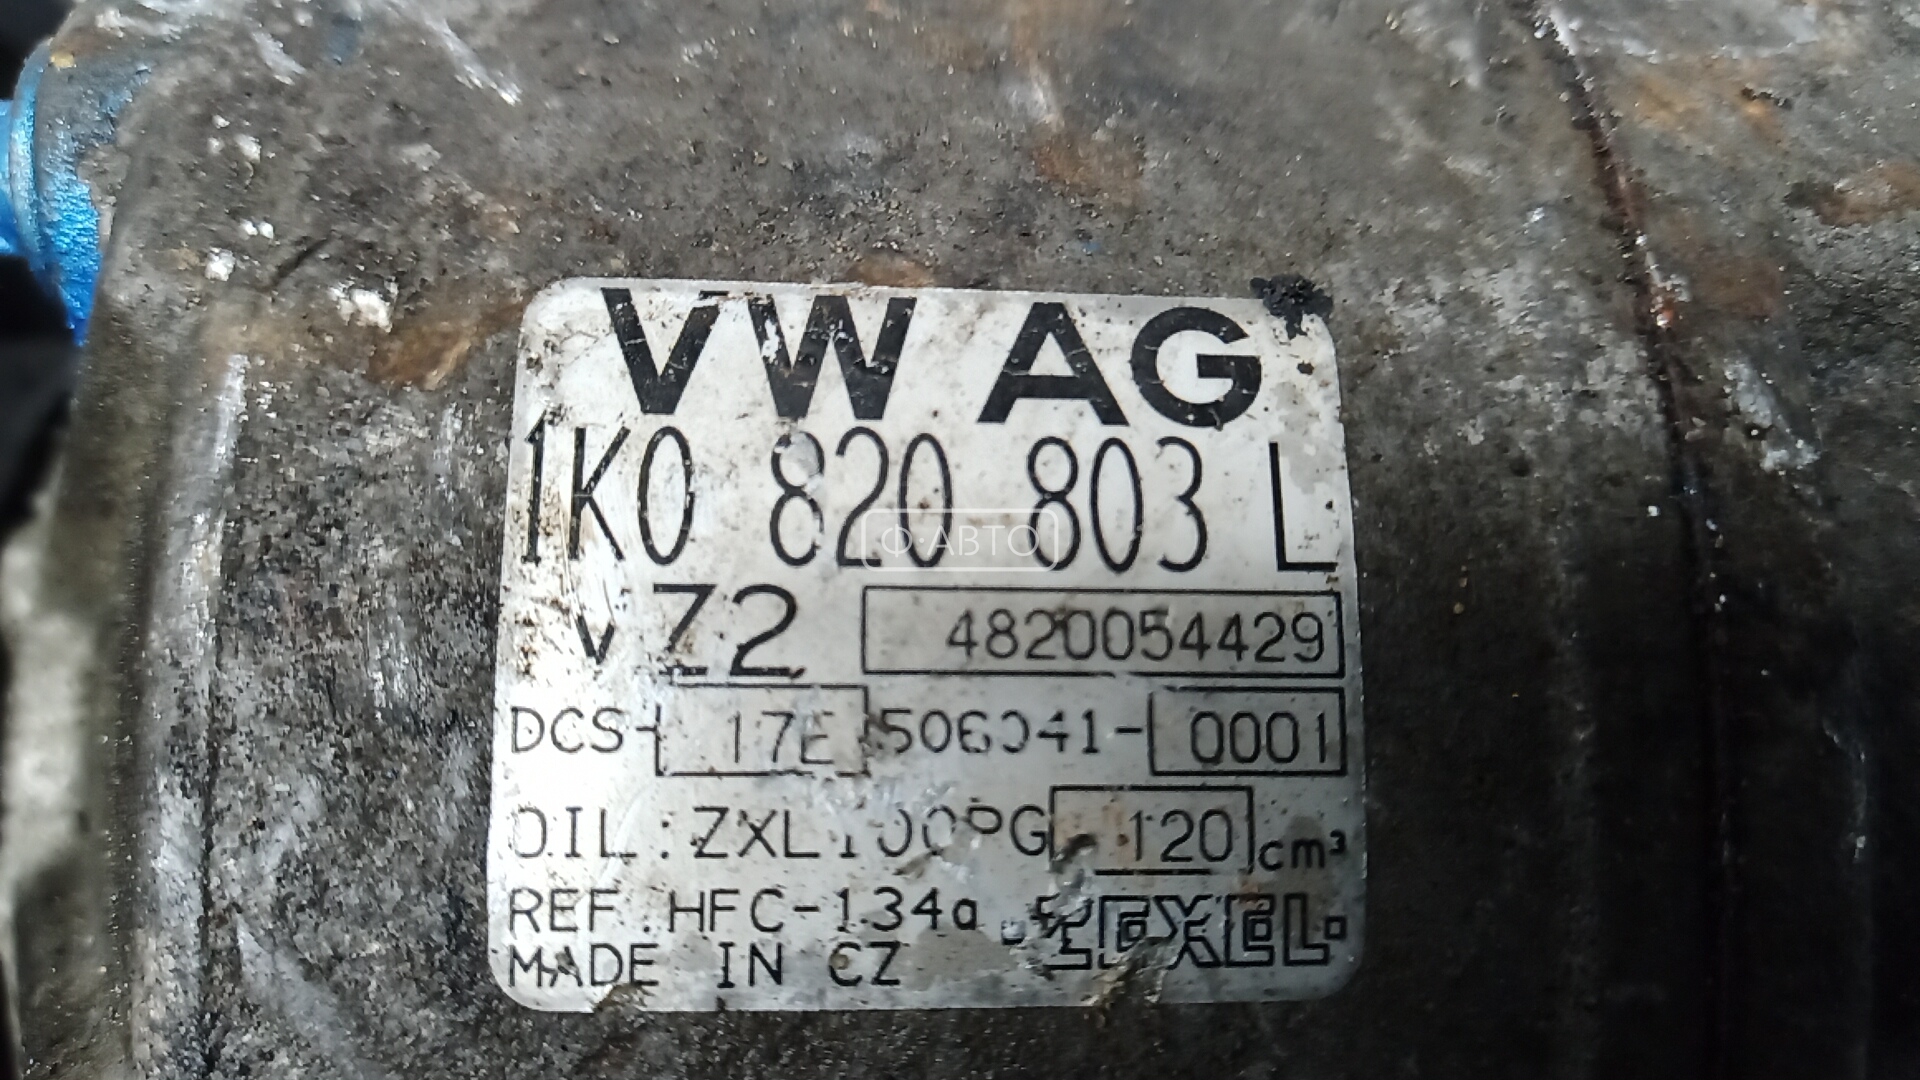 VW AG
1K0 820 803 L
VZ2 4820054429
DCS-17E 506041-0001
OIL: ZXL100PG 120 cm³
REF. HFC-134a ZEXEL
MADE IN CZ
Ф·АВТО